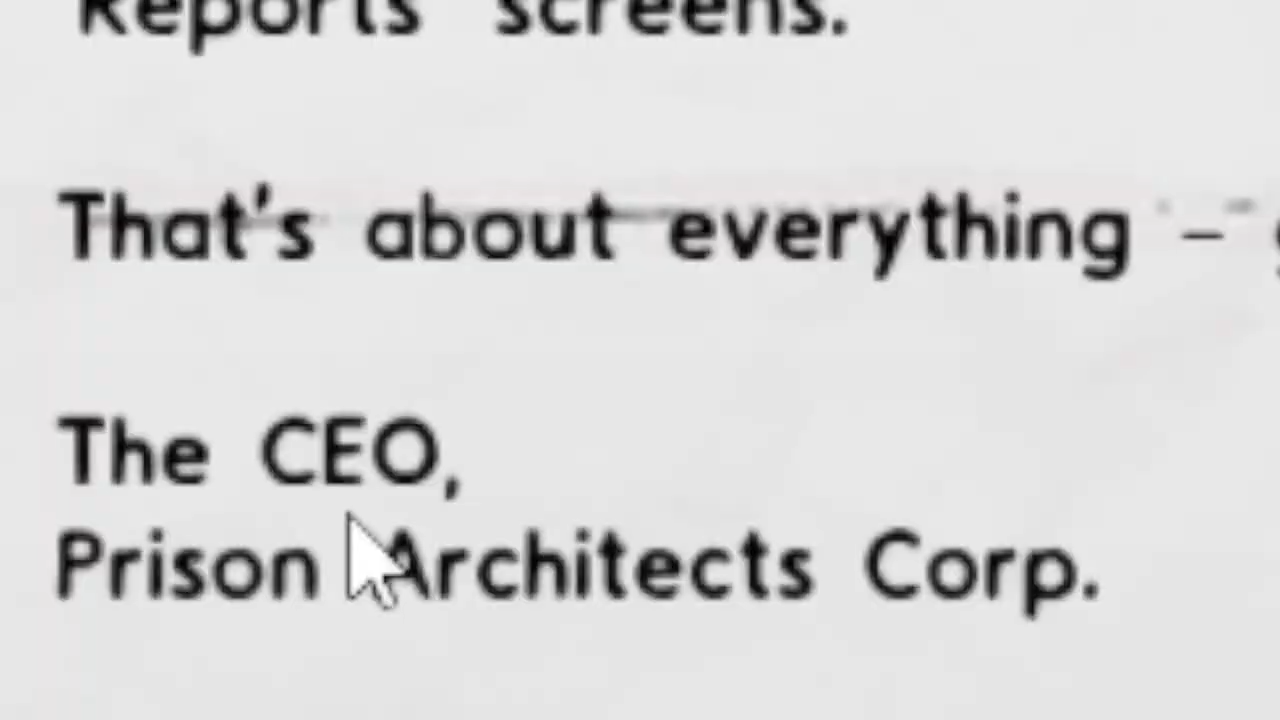 Reports screens.
That's about everything -
The CEO,
Prison Architects Corp.